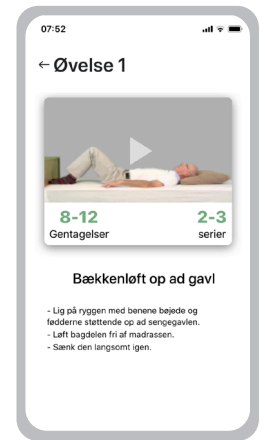 07:52
← Øvelse 1
8-12 2-3
Gentagelser serier
Bækkenløft op ad gavl
- Lig på ryggen med benene bøjede og
fødderne støttende op ad sengegavlen.
- Løft bagdelen fri af madrassen.
- Sænk den langsomt igen.